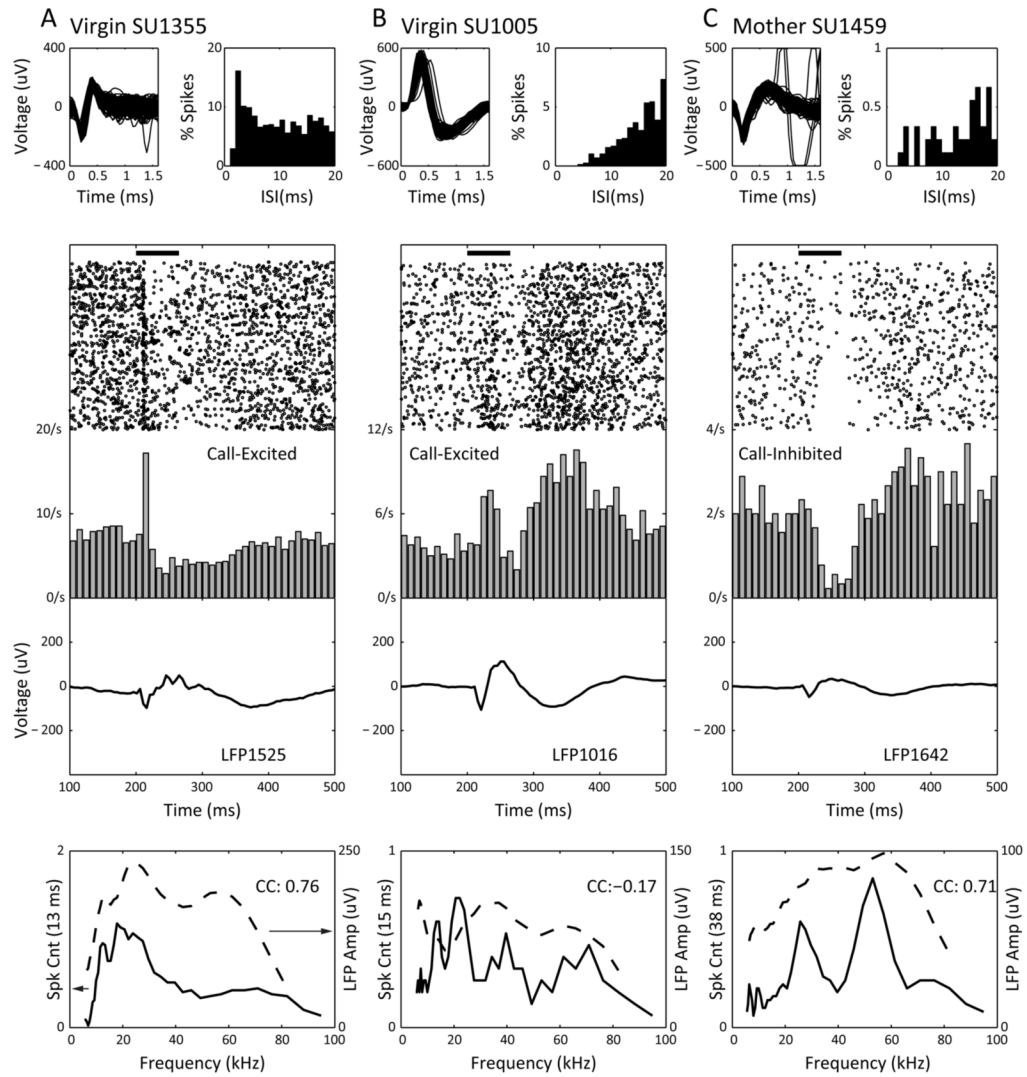 A Virgin SU1355
B Virgin SU1005
C Mother SU1459
Voltage (uV)
400
0
−400
0 0.5 1 1.5
Time (ms)
% Spikes
20
10
0
0 10 20
ISI(ms)
Voltage (uV)
600
0
−600
0 0.5 1 1.5
Time (ms)
% Spikes
10
5
0
0 10 20
ISI(ms)
Voltage (uV)
500
0
−500
0 0.5 1 1.5
Time (ms)
% Spikes
1
0.5
0
0 10 20
ISI(ms)
20/s
Call-Excited
10/s
0/s
12/s
Call-Excited
6/s
0/s
4/s
Call-Inhibited
2/s
0/s
Voltage (uV)
200
0
−200
LFP1525
LFP1016
LFP1642
100 200 300 400 500
Time (ms)
100 200 300 400 500
Time (ms)
100 200 300 400 500
Time (ms)
Spk Cnt (13 ms)
2
0
CC: 0.76
250
0
LFP Amp (uV)
0 20 40 60 80 100
Frequency (kHz)
Spk Cnt (15 ms)
1
0
CC:−0.17
150
0
LFP Amp (uV)
0 20 40 60 80 100
Frequency (kHz)
Spk Cnt (38 ms)
1
0
CC: 0.71
100
0
LFP Amp (uV)
0 20 40 60 80 100
Frequency (kHz)